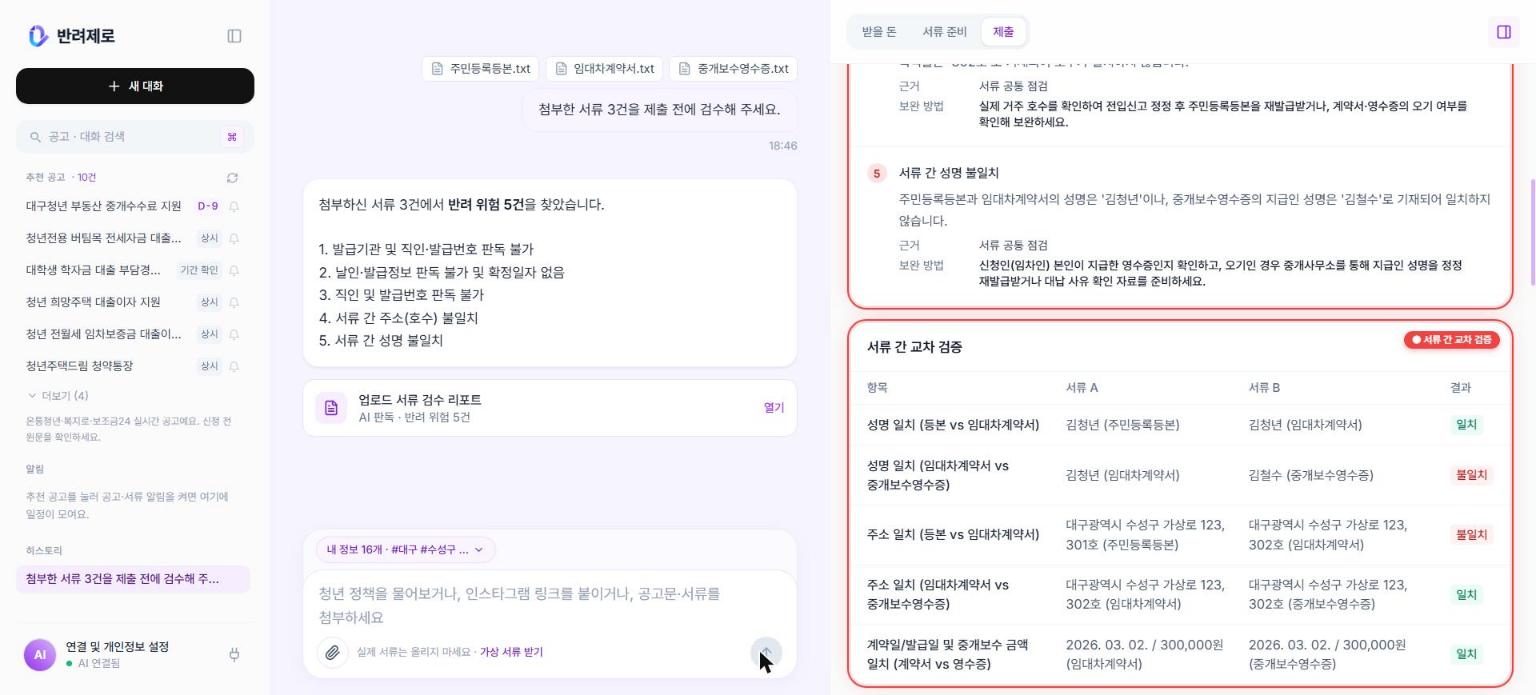 반려제로
새 대화
공고 · 대화 검색
⌘
추천 공고 · 10건
대구청년 부동산 중개수수료 지원 D-9
청년전용 버팀목 전세자금 대출... 상시
대학생 학자금 대출 부담경... 기간 확인
청년 희망주택 대출이자 지원 상시
청년 전월세 임차보증금 대출이... 상시
청년주택드림 청약통장 상시
더보기 (4)
온통청년·복지로·보조금24 실시간 공고예요. 신청 전
원문을 확인하세요.
알림
추천 공고를 눌러 공고·서류 알림을 켜면 여기에
일정이 모여요.
히스토리
첨부한 서류 3건을 제출 전에 검수해 주...
AI
연결 및 개인정보 설정
AI 연결됨
주민등록등본.txt 임대차계약서.txt 중개보수영수증.txt
첨부한 서류 3건을 제출 전에 검수해 주세요.
18:46
첨부하신 서류 3건에서 반려 위험 5건을 찾았습니다.
1. 발급기관 및 직인·발급번호 판독 불가
2. 날인·발급정보 판독 불가 및 확정일자 없음
3. 직인 및 발급번호 판독 불가
4. 서류 간 주소(호수) 불일치
5. 서류 간 성명 불일치
업로드 서류 검수 리포트
AI 판독 · 반려 위험 5건
열기
내 정보 16개 · #대구 #수성구 ...
청년 정책을 물어보거나, 인스타그램 링크를 붙이거나, 공고문·서류를
첨부하세요
실제 서류는 올리지 마세요 · 가상 서류 받기
받을 돈 서류 준비 제출
근거 서류 공통 점검
보완 방법 실제 거주 호수를 확인하여 전입신고 정정 후 주민등록등본을 재발급받거나, 계약서·영수증의 오기 여부를
확인해 보완하세요.
5 서류 간 성명 불일치
주민등록등본과 임대차계약서의 성명은 '김청년'이나, 중개보수영수증의 지급인 성명은 '김철수'로 기재되어 일치하지
않습니다.
근거 서류 공통 점검
보완 방법 신청인(임차인) 본인이 지급한 영수증인지 확인하고, 오기인 경우 중개사무소를 통해 지급인 성명을 정정
재발급받거나 대납 사유 확인 자료를 준비하세요.
서류 간 교차 검증
서류 간 교차 검증
항목 서류 A 서류 B 결과
성명 일치 (등본 vs 임대차계약서) 김청년 (주민등록등본) 김청년 (임대차계약서) 일치
성명 일치 (임대차계약서 vs
중개보수영수증) 김청년 (임대차계약서) 김철수 (중개보수영수증) 불일치
주소 일치 (등본 vs 임대차계약서) 대구광역시 수성구 가상로 123,
301호 (주민등록등본) 대구광역시 수성구 가상로 123,
302호 (임대차계약서) 불일치
주소 일치 (임대차계약서 vs
중개보수영수증) 대구광역시 수성구 가상로 123,
302호 (임대차계약서) 대구광역시 수성구 가상로 123,
302호 (중개보수영수증) 일치
계약일/발급일 및 중개보수 금액
일치 (계약서 vs 영수증) 2026. 03. 02. / 300,000원
(임대차계약서) 2026. 03. 02. / 300,000원
(중개보수영수증) 일치